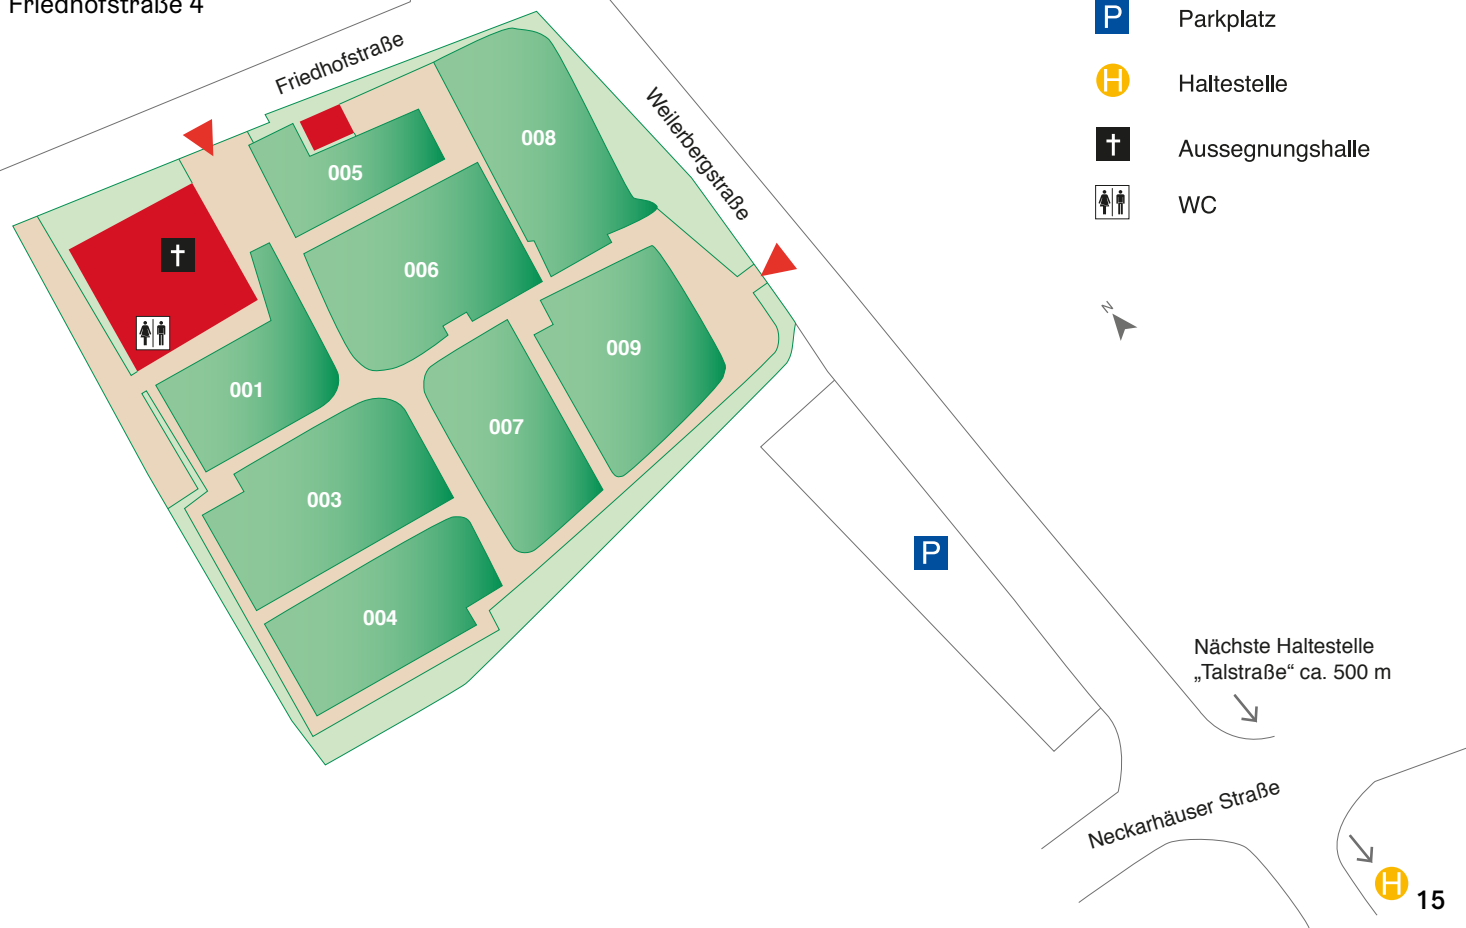 Friedhofstraße 4
P Parkplatz
H Haltestelle
Aussegnungshalle
WC
N
Friedhofstraße
Weilerbergstraße
008
005
006
009
001
007
003
004
P
Nächste Haltestelle
„Talstraße“ ca. 500 m
Neckarhäuser Straße
H 15